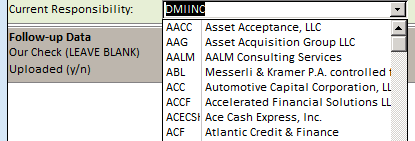 Current Responsibility: DMIINC
AACC Asset Acceptance, LLC
Follow-up Data AAG Asset Acquisition Group LLC
Our Check (LEAVE BLANK) AALM AALM Consulting Services
Uploaded (y/n) ABL Messerli & Kramer P.A. controlled f
ACC Automotive Capital Corporation, L
ACCF Accelerated Financial Solutions LL
ACECSH Ace Cash Express, Inc.
ACF Atlantic Credit & Finance